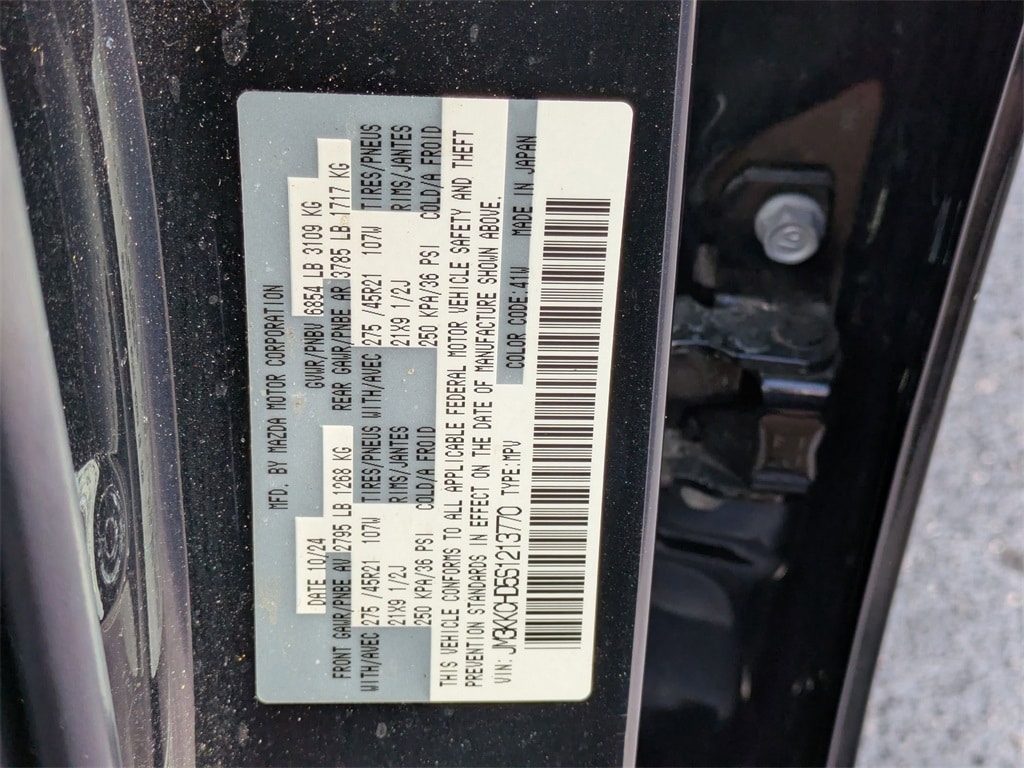 MFD. BY MAZDA MOTOR CORPORATION
DATE 10/24 GVWR/PNBV 6854 LB 3109 KG
FRONT GAWR/PNBE AV 2795 LB 1268 KG REAR GAWR/PNBE AR 3785 LB 1717 KG
WITH/AVEC 275 /45R21 107W TIRES/PNEUS WITH/AVEC 275 /45R21 107W TIRES/PNEUS
21X9 1/2J RIMS/JANTES 21X9 1/2J RIMS/JANTES
250 KPA/36 PSI COLD/A FROID 250 KPA/36 PSI COLD/A FROID
THIS VEHICLE CONFORMS TO ALL APPLICABLE FEDERAL MOTOR VEHICLE SAFETY AND THEFT
PREVENTION STANDARDS IN EFFECT ON THE DATE OF MANUFACTURE SHOWN ABOVE.
VIN: JM3KKCHD5S1213770 TYPE:MPV COLOR CODE:41W MADE IN JAPAN